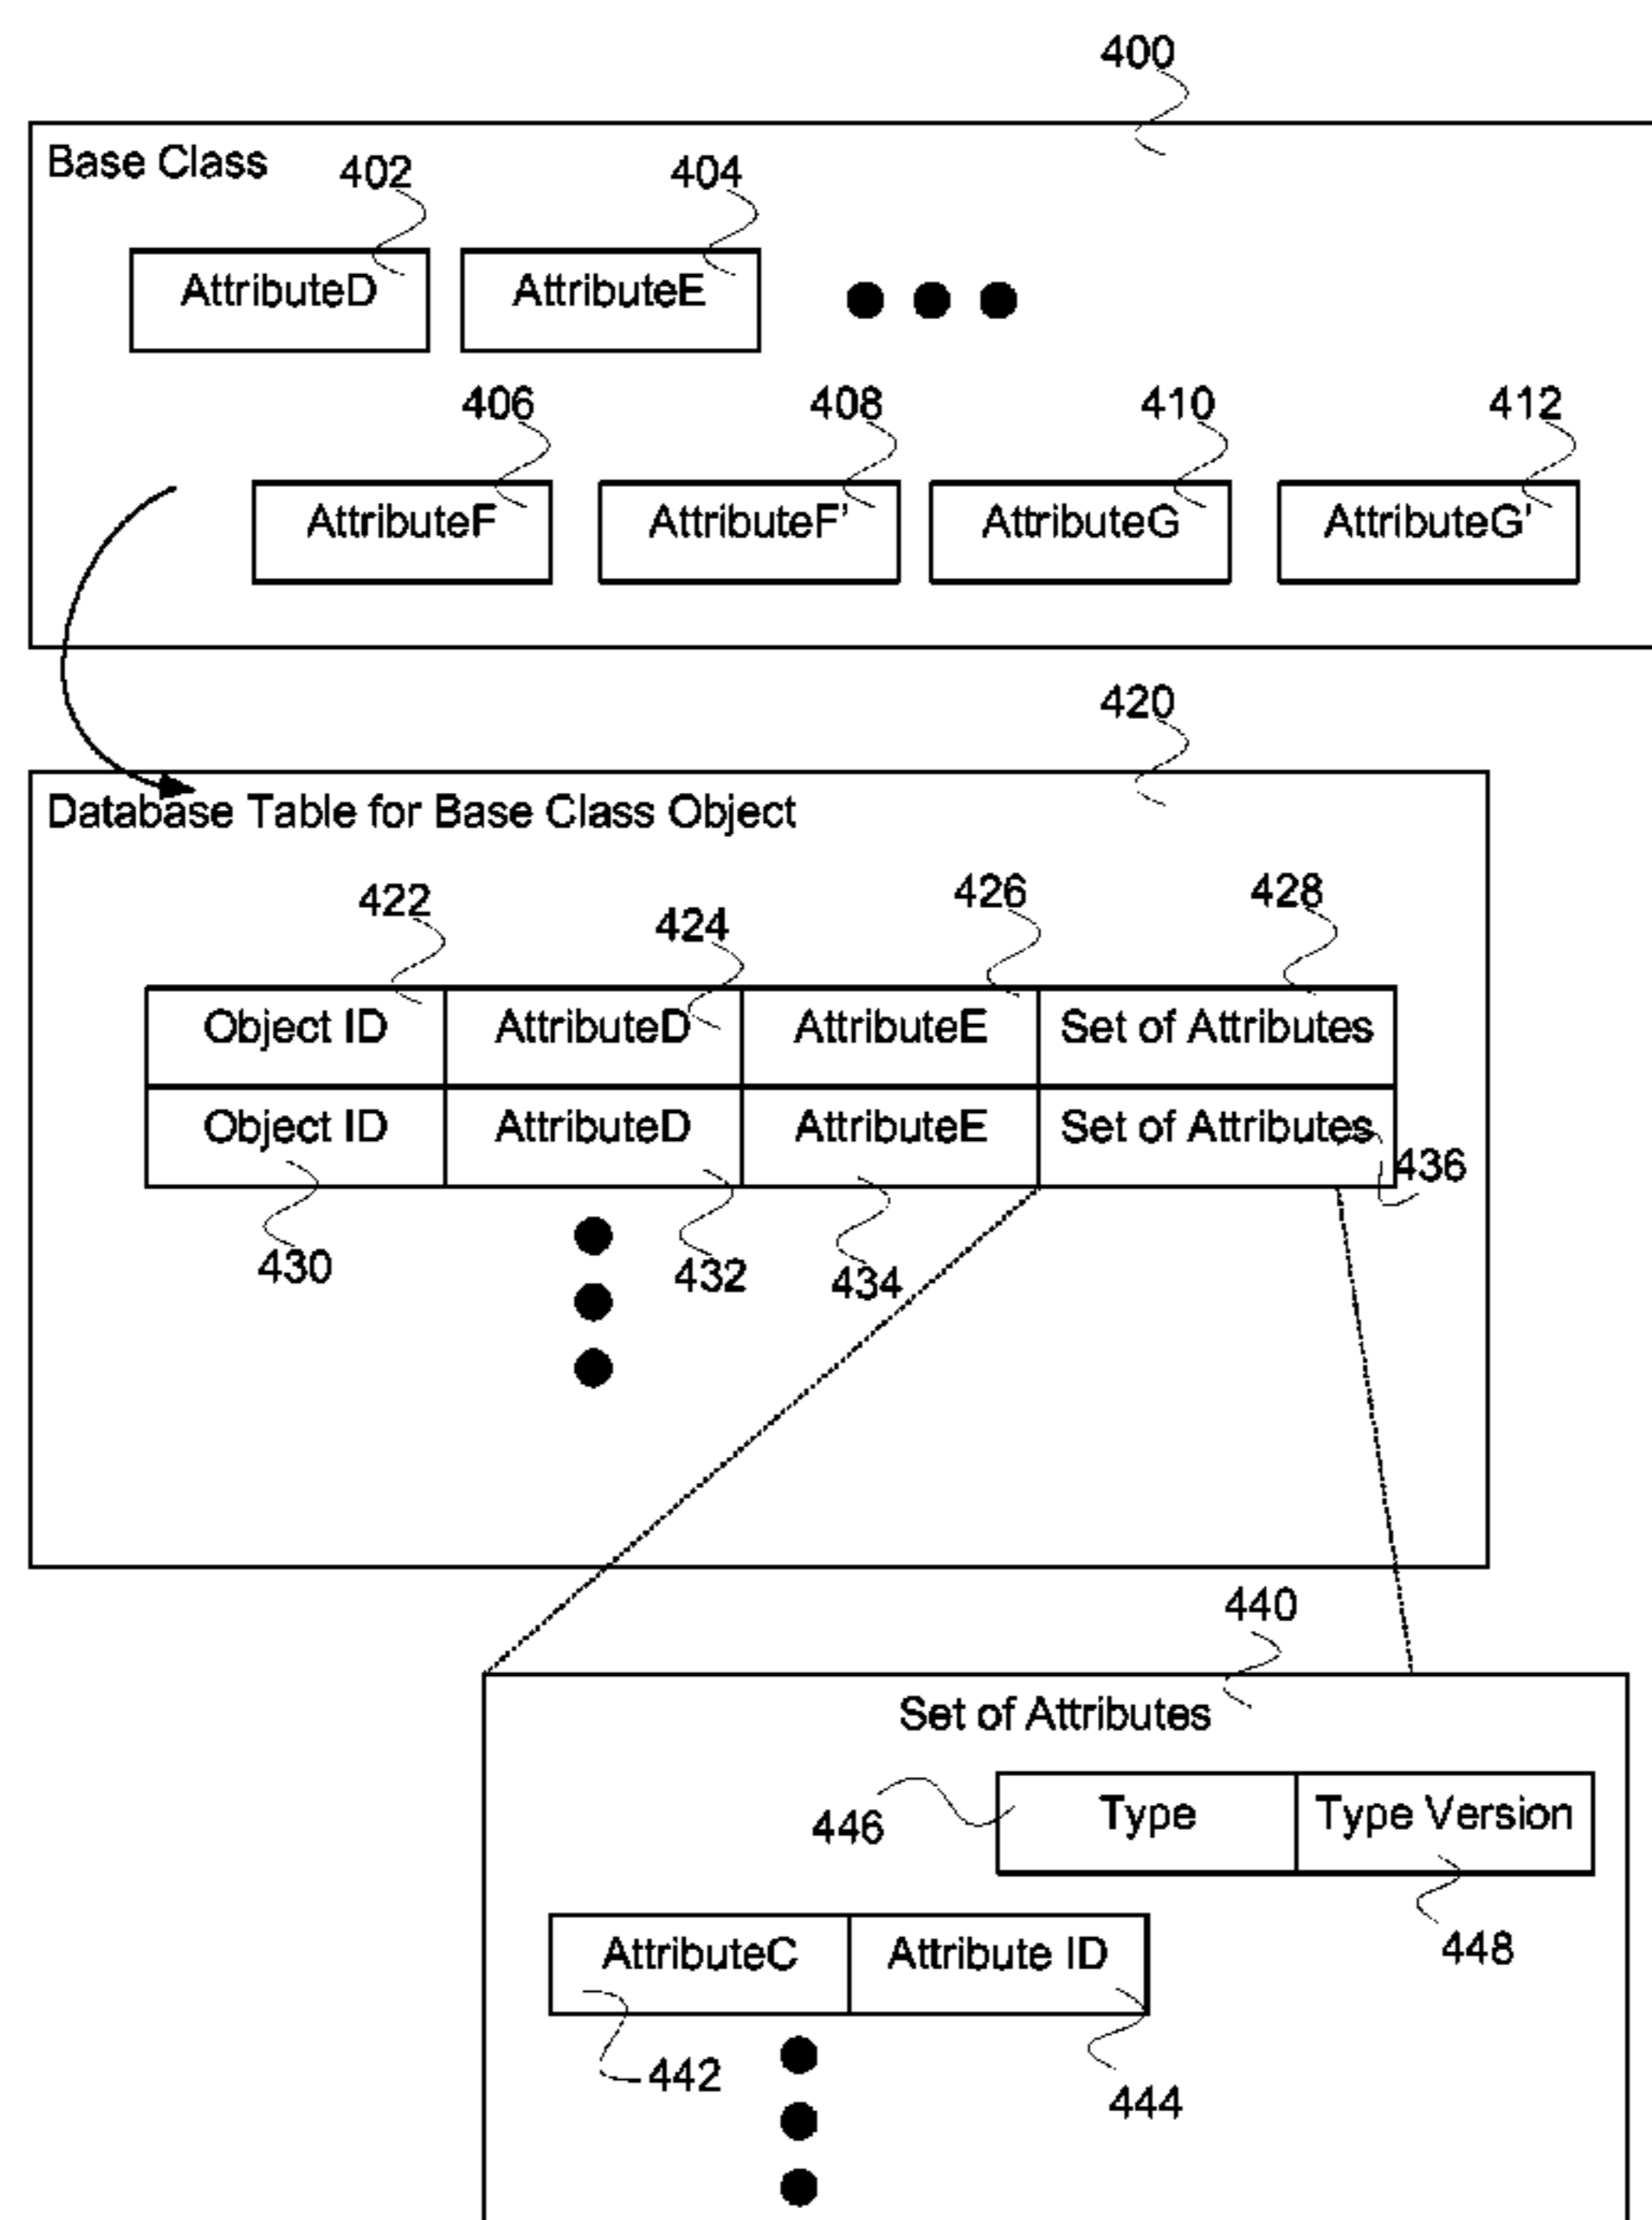 400
Base Class
402
404
AttributeD
AttributeE
406
408
410
412
AttributeF
AttributeF'
AttributeG
AttributeG'
420
Database Table for Base Class Object
422
424
426
428
Object ID
AttributeD
AttributeE
Set of Attributes
Object ID
AttributeD
AttributeE
Set of Attributes
436
430
432
434
440
Set of Attributes
446
Type
Type Version
448
AttributeC
Attribute ID
442
444